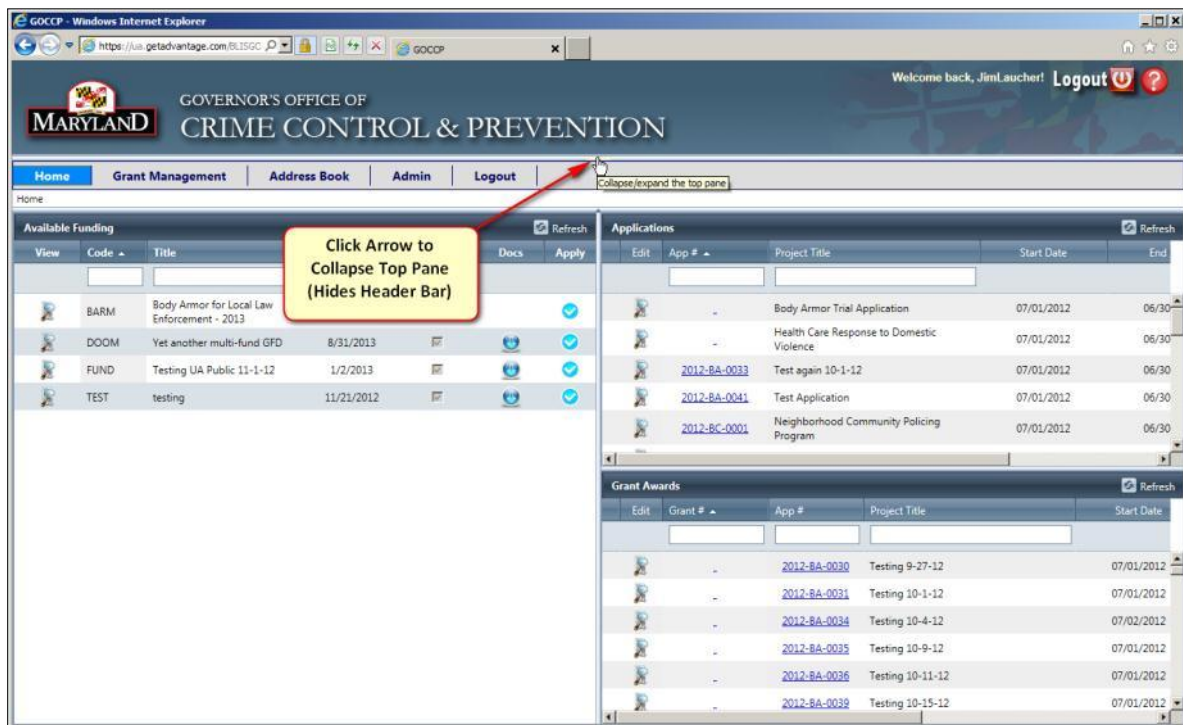 GOCCP - Windows Internet Explorer
https://ua.getadvantage.com/BLISGC
GOCCP
Welcome back, JimLaucher! Logout
MARYLAND
GOVERNOR'S OFFICE OF
CRIME CONTROL & PREVENTION
Home Grant Management Address Book Admin Logout
Collapse/expand the top pane
Home
Click Arrow to
Collapse Top Pane
(Hides Header Bar)
Available Funding Refresh
View Code Title Docs Apply
BARM Body Armor for Local Law
Enforcement - 2013
DOOM Yet another multi-fund GFD 8/31/2013
FUND Testing UA Public 11-1-12 1/2/2013
TEST testing 11/21/2012
Applications Refresh
Edit App # Project Title Start Date End
- Body Armor Trial Application 07/01/2012 06/30
- Health Care Response to Domestic
Violence 07/01/2012 06/30
2012-BA-0033 Test again 10-1-12 07/01/2012 06/30
2012-BA-0041 Test Application 07/01/2012 06/30
2012-BC-0001 Neighborhood Community Policing
Program 07/01/2012 06/30
Grant Awards Refresh
Edit Grant # App # Project Title Start Date
- 2012-BA-0030 Testing 9-27-12 07/01/2012
- 2012-BA-0031 Testing 10-1-12 07/01/2012
- 2012-BA-0034 Testing 10-4-12 07/02/2012
- 2012-BA-0035 Testing 10-9-12 07/01/2012
- 2012-BA-0036 Testing 10-11-12 07/01/2012
- 2012-BA-0039 Testing 10-15-12 07/01/2012